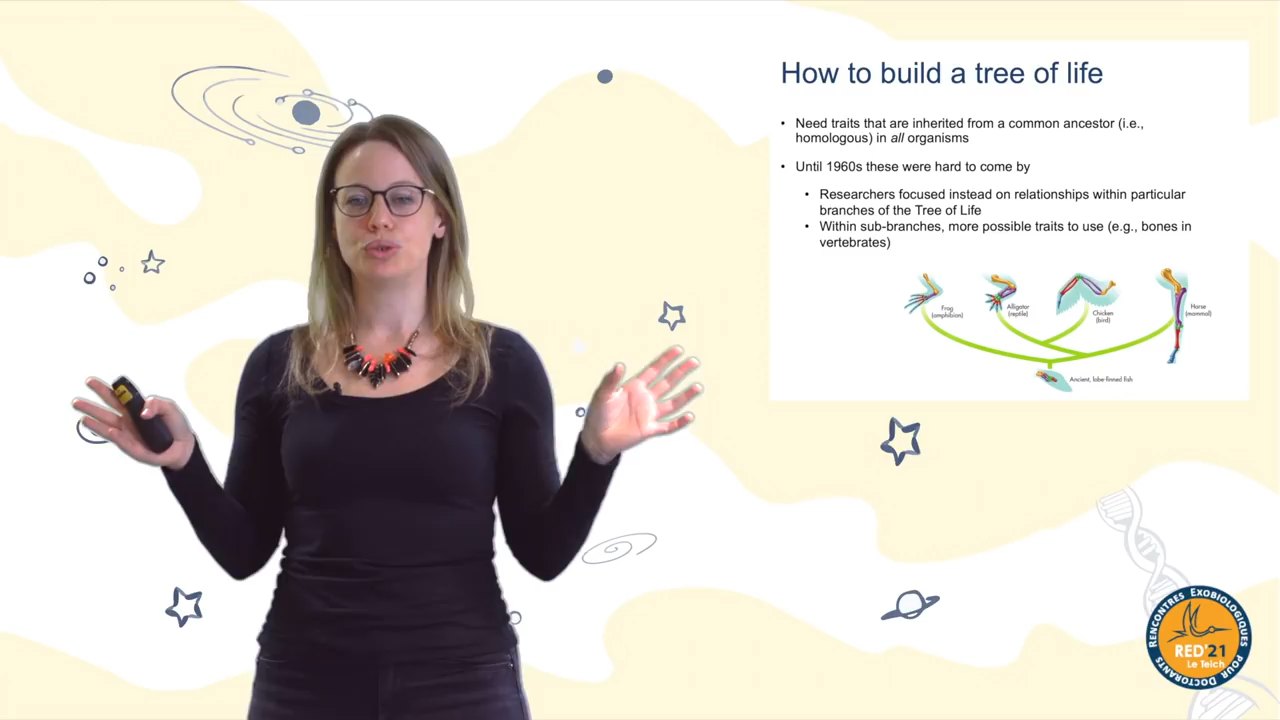 How to build a tree of life
• Need traits that are inherited from a common ancestor (i.e.,
homologous) in all organisms
• Until 1960s these were hard to come by
• Researchers focused instead on relationships within particular
branches of the Tree of Life
• Within sub-branches, more possible traits to use (e.g., bones in
vertebrates)
Frog
(amphibian)
Alligator
(reptile)
Chicken
(bird)
Horse
(mammal)
Ancient, lobe-finned fish
RENCONTRES EXOBIOLOGIQUES
POUR DOCTORANTS
RED'21
Le Teich